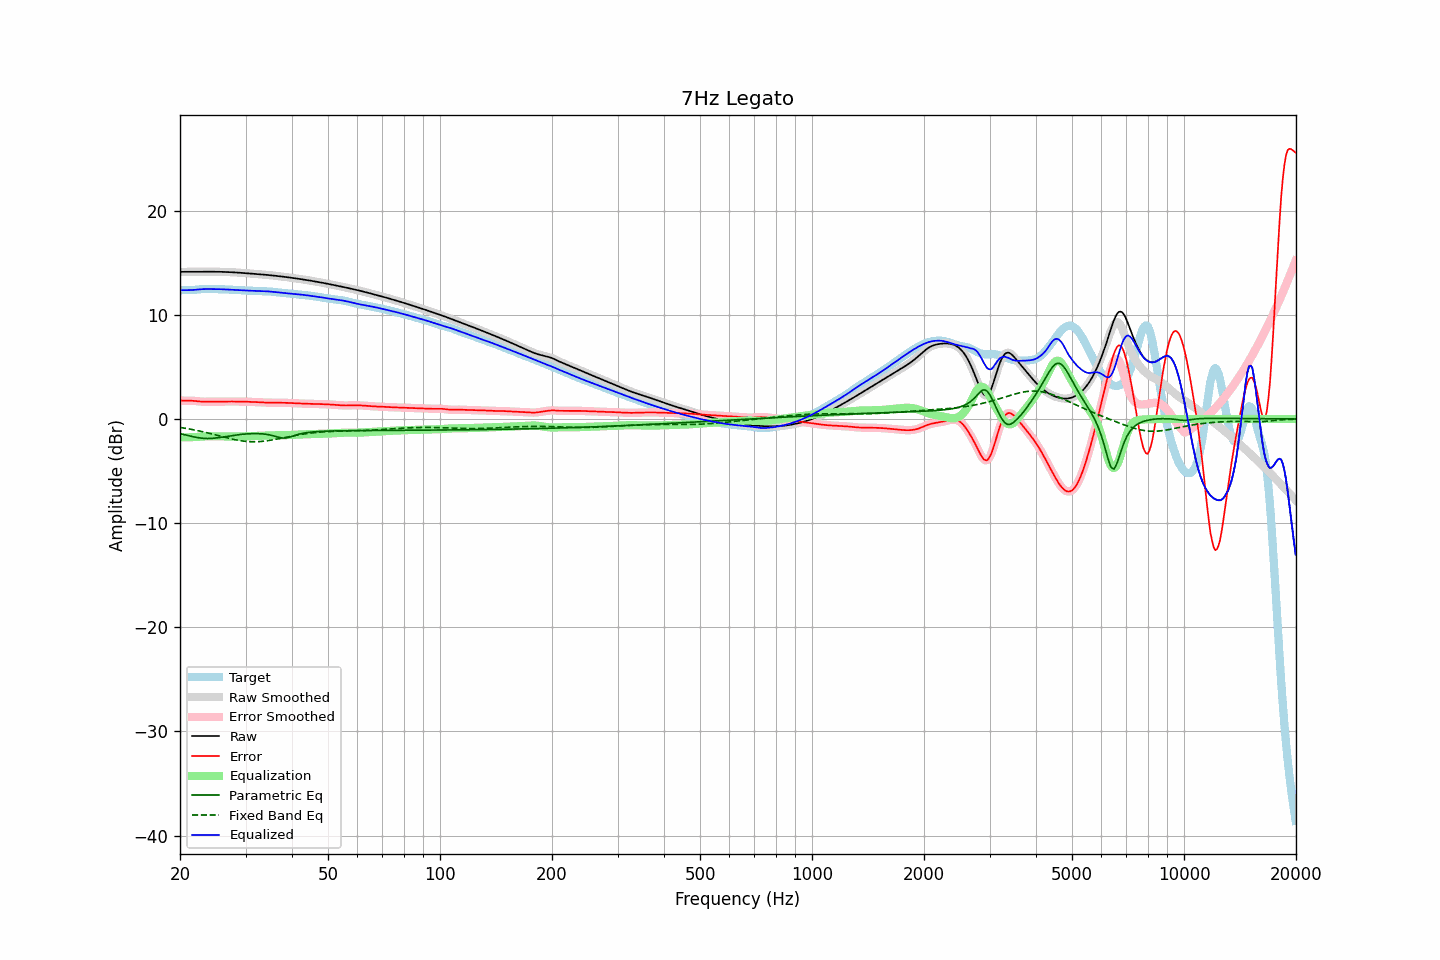 7Hz Legato
Amplitude (dBr)
20
10
0
−10
−20
−30
−40
Target
Raw Smoothed
Error Smoothed
Raw
Error
Equalization
Parametric Eq
Fixed Band Eq
Equalized
20 50 100 200 500 1000 2000 5000 10000 20000
Frequency (Hz)